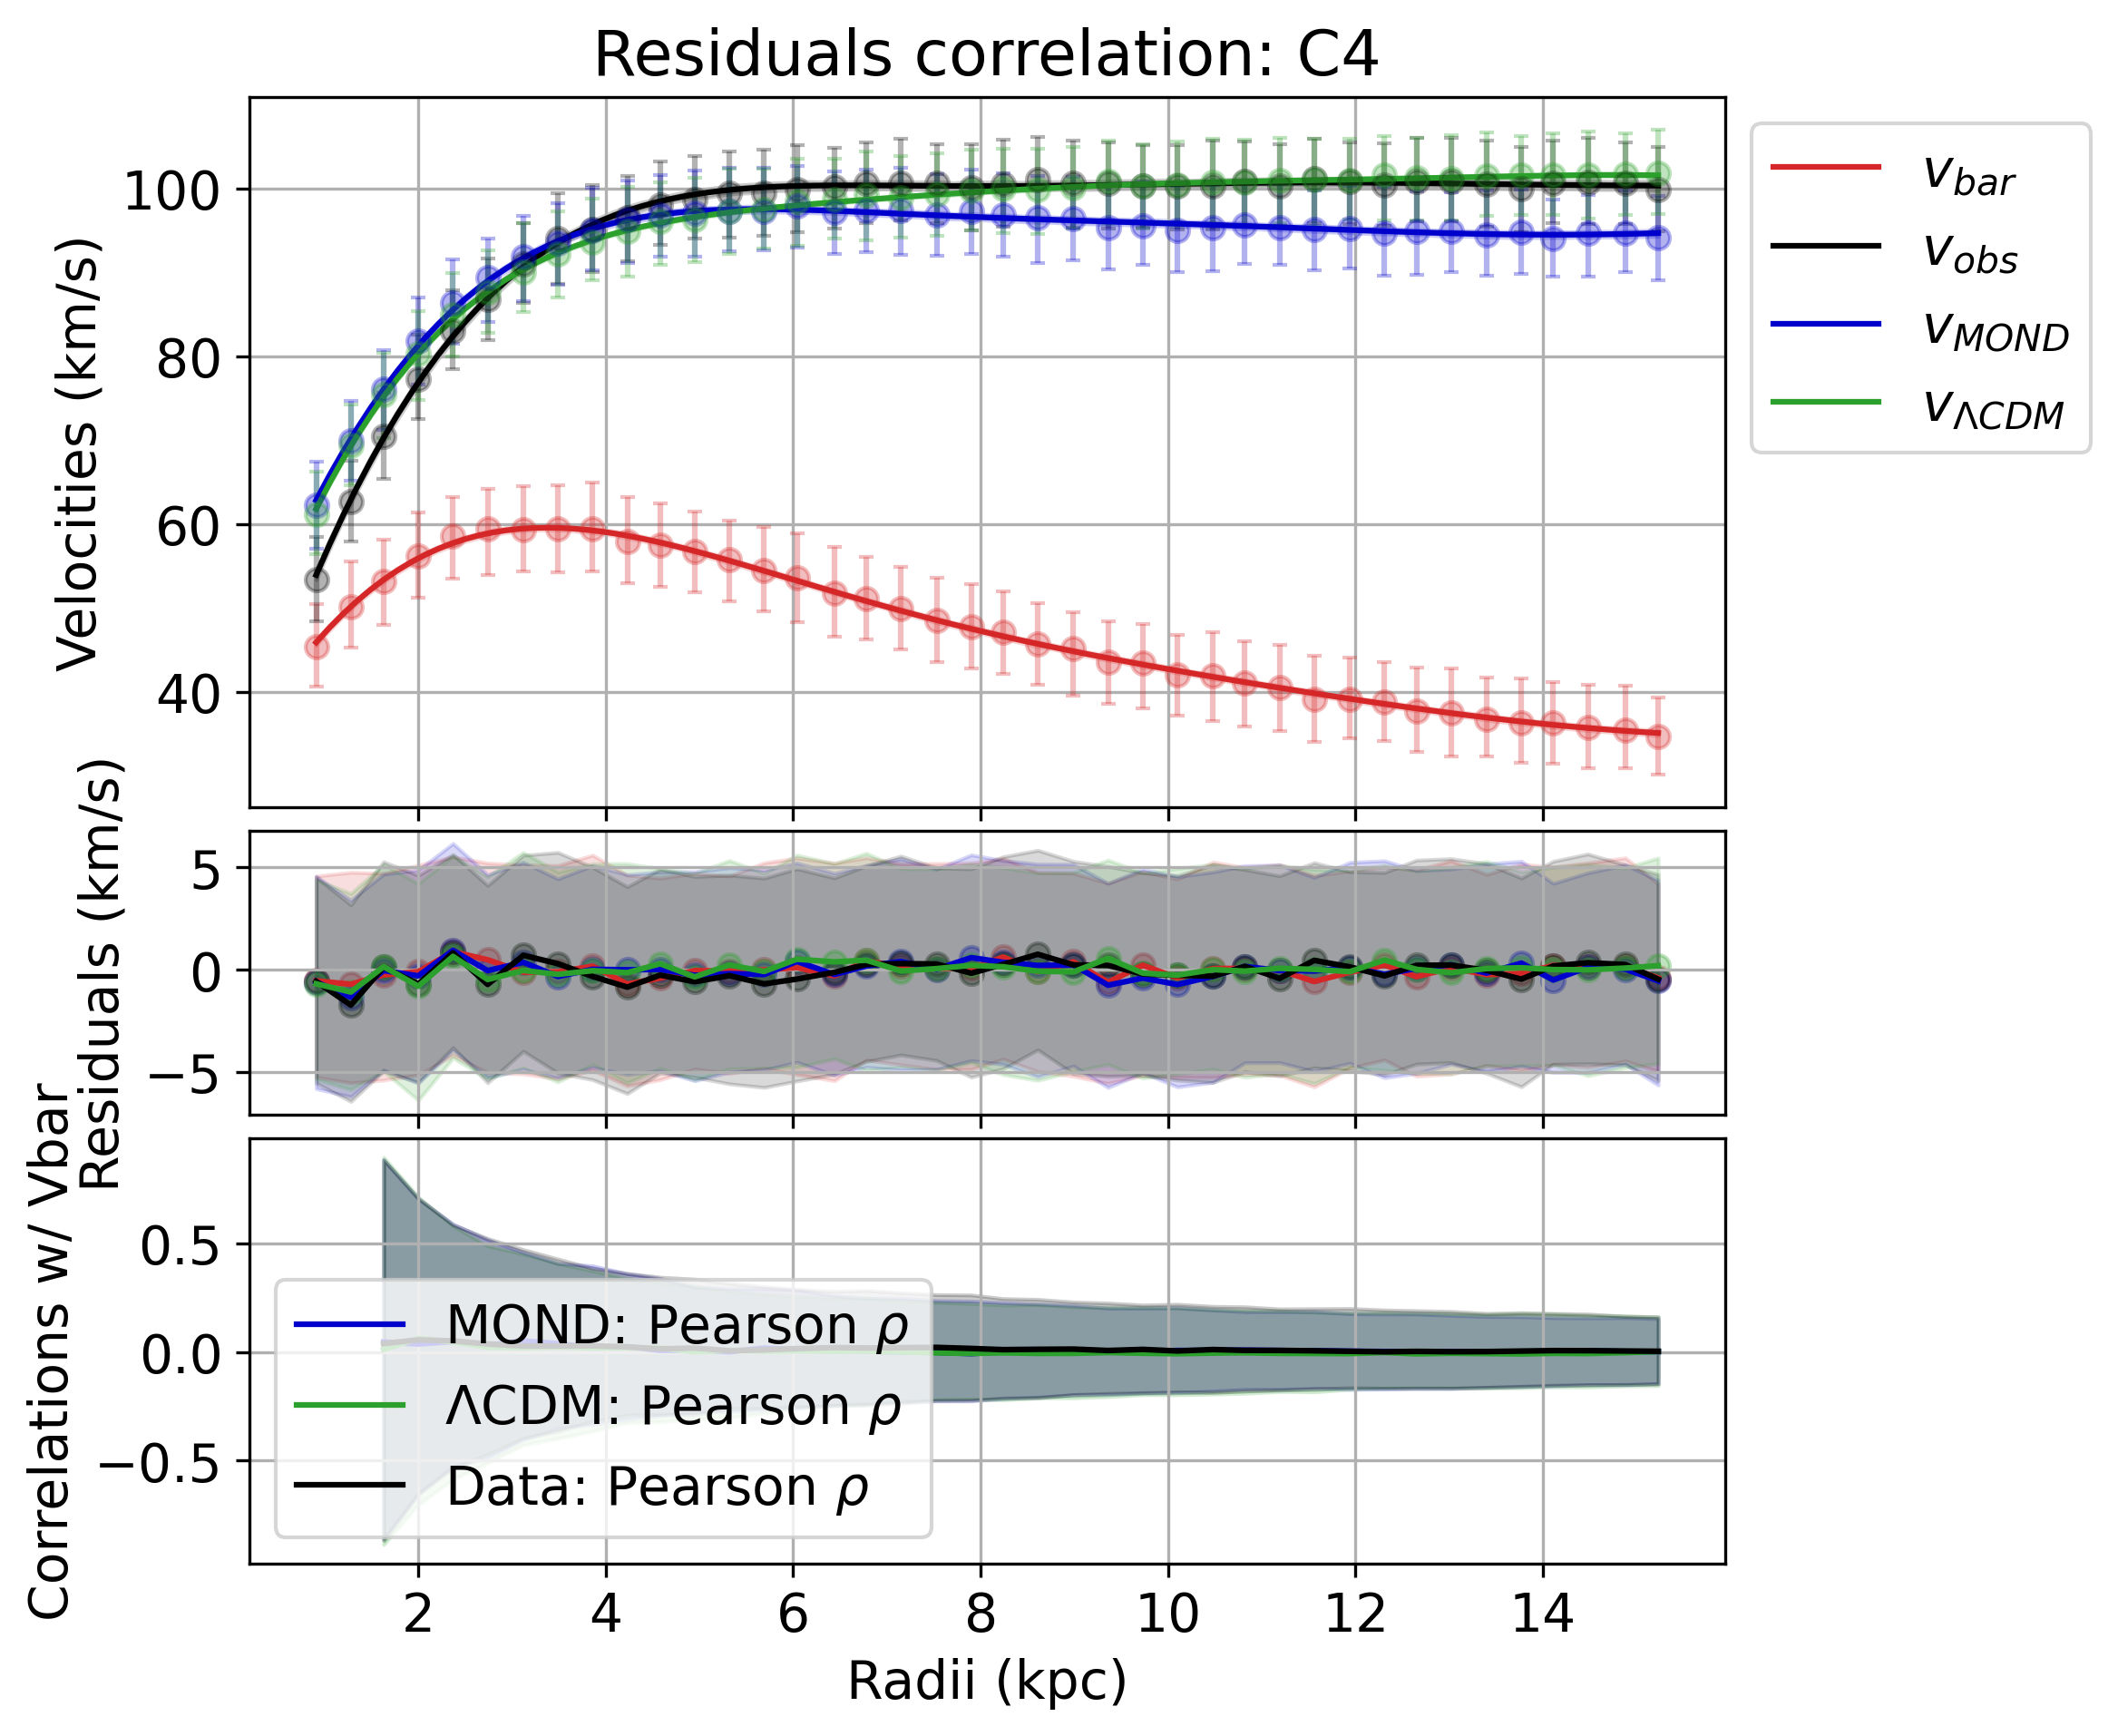 Residuals correlation: C4
Velocities (km/s)
100
80
60
40
v_bar
v_obs
v_MOND
v_ΛCDM
Residuals (km/s)
5
0
−5
Correlations w/ Vbar
0.5
0.0
−0.5
MOND: Pearson ρ
ΛCDM: Pearson ρ
Data: Pearson ρ
2 4 6 8 10 12 14
Radii (kpc)